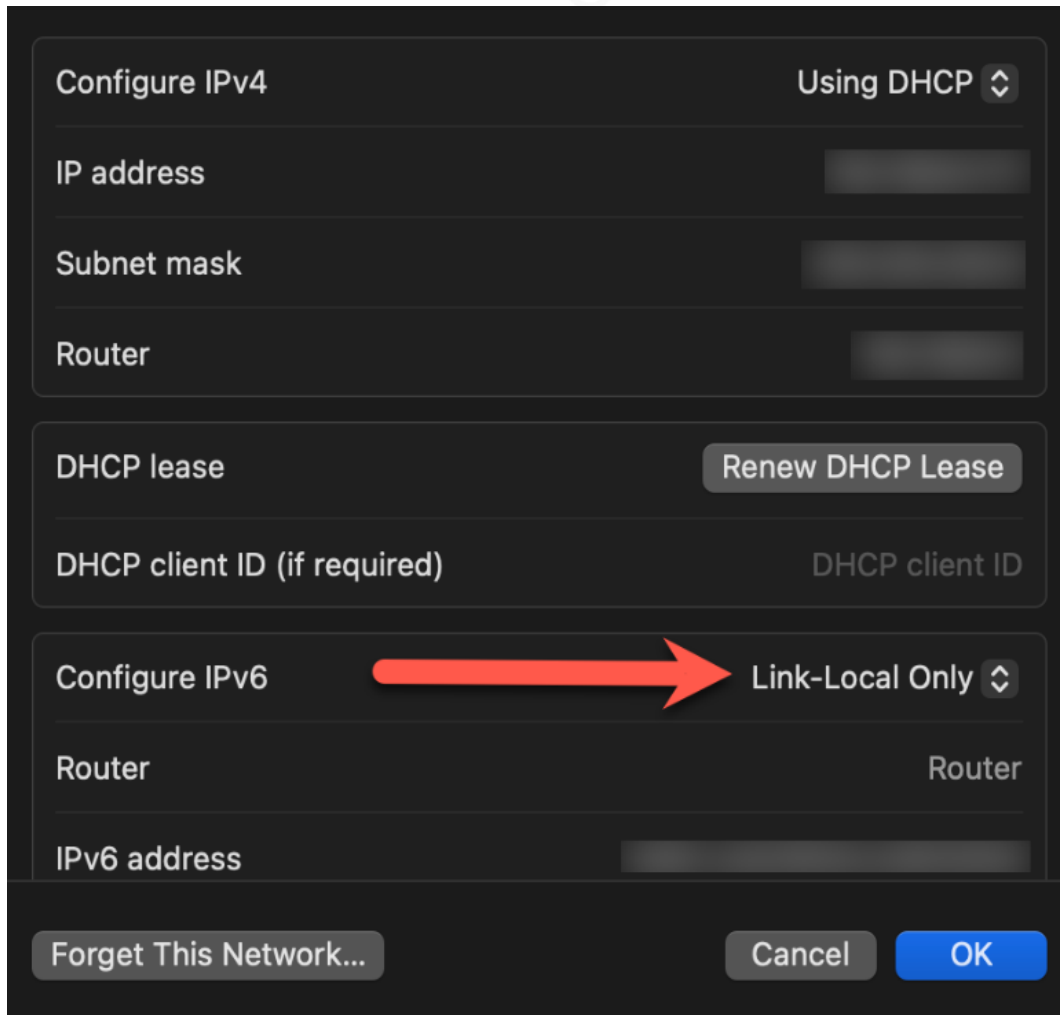 Configure IPv4 Using DHCP
IP address
Subnet mask
Router
DHCP lease Renew DHCP Lease
DHCP client ID (if required) DHCP client ID
Configure IPv6 Link-Local Only
Router Router
IPv6 address
Forget This Network... Cancel OK